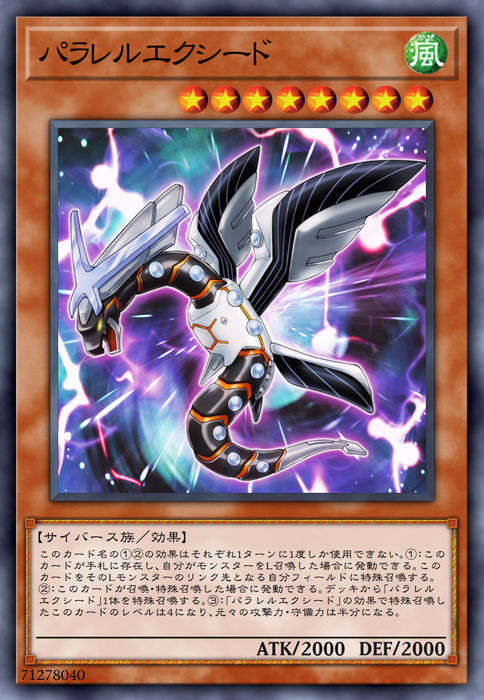 パラレルエクシード
風
かぜ
【サイバース族／効果】
このカード名の①②の効果はそれぞれ1ターンに1度しか使用できない。①：この
カードが手札に存在し、自分がモンスターをL召喚した場合に発動できる。この
カードをそのLモンスターのリンク先となる自分フィールドに特殊召喚する。
②：このカードが召喚・特殊召喚した場合に発動できる。デッキから「パラレル
エクシード」1体を特殊召喚する。③：「パラレルエクシード」の効果で特殊召喚し
たこのカードのレベルは4になり、元々の攻撃力・守備力は半分になる。
ATK/2000 DEF/2000
71278040